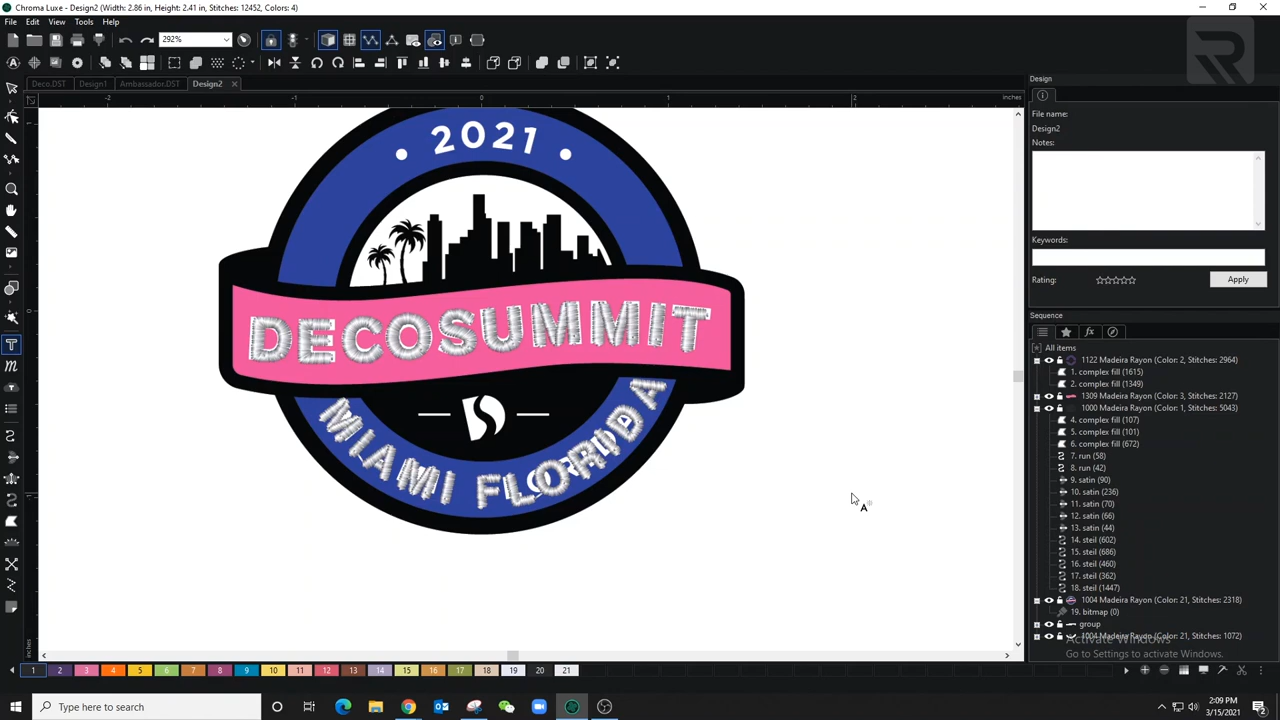 Chroma Luxe - Design2 (Width: 2.86 in, Height: 2.41 in, Stitches: 12452, Colors: 4)
File Edit View Tools Help
292%
Deco.DST Design1 Ambassador.DST Design2
-2 -1 0 1 2 inches
inches
2021
DECOSUMMIT
MIAMI FLORIDA
Design
File name:
Design2
Notes:
Keywords:
Rating: Apply
Sequence
All items
1122 Madeira Rayon (Color: 2, Stitches: 2964)
1. complex fill (1615)
2. complex fill (1349)
1309 Madeira Rayon (Color: 3, Stitches: 2127)
1000 Madeira Rayon (Color: 1, Stitches: 5043)
4. complex fill (107)
5. complex fill (101)
6. complex fill (672)
7. run (58)
8. run (42)
9. satin (90)
10. satin (236)
11. satin (70)
12. satin (66)
13. satin (44)
14. steil (602)
15. steil (686)
16. steil (460)
17. steil (362)
18. steil (1447)
1004 Madeira Rayon (Color: 21, Stitches: 2318)
19. bitmap (0)
group
1004 Madeira Rayon (Color: 21, Stitches: 1072)
Activate Windows
Go to Settings to activate Windows.
1 2 3 4 5 6 7 8 9 10 11 12 13 14 15 16 17 18 19 20 21
Type here to search
2:09 PM
3/15/2021
2